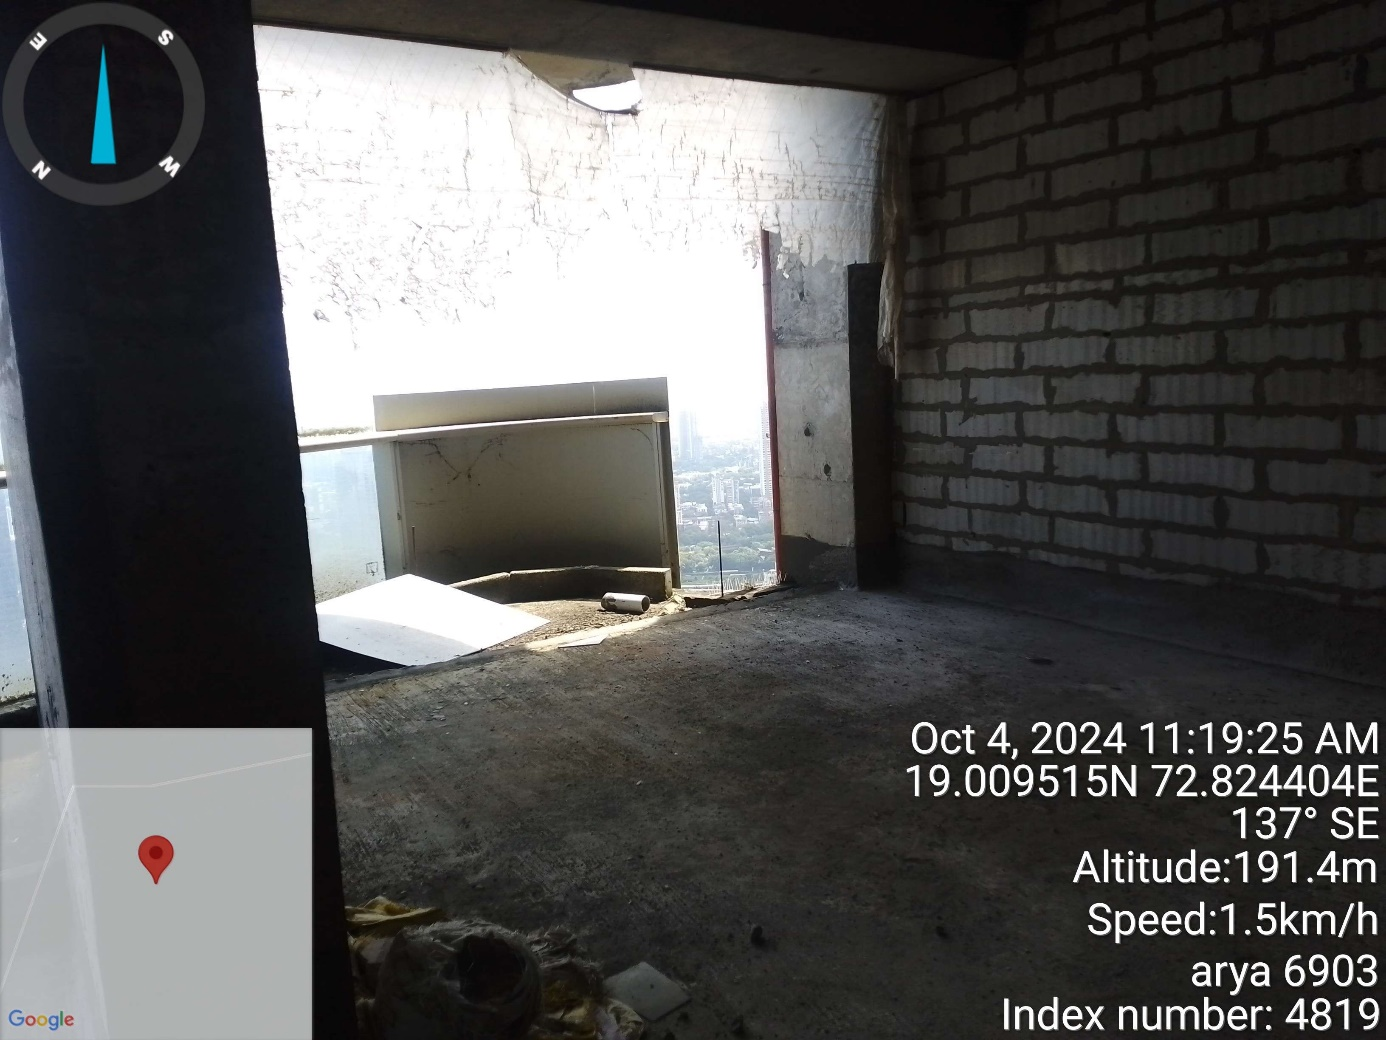 E
S
N
W
Oct 4, 2024 11:19:25 AM
19.009515N 72.824404E
137° SE
Altitude:191.4m
Speed:1.5km/h
arya 6903
Index number: 4819
Google